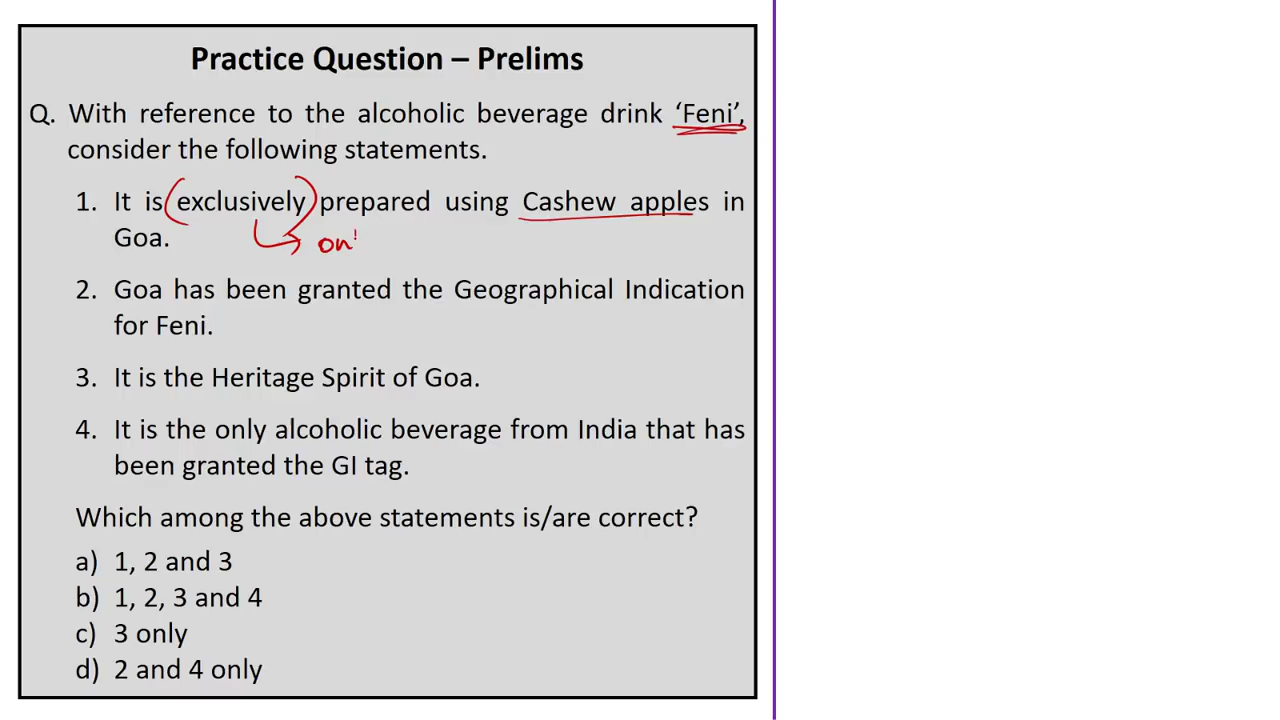 Practice Question – Prelims
Q. With reference to the alcoholic beverage drink ‘Feni’,
consider the following statements.
1. It is (exclusively) prepared using Cashew apples in
Goa.
on
2. Goa has been granted the Geographical Indication
for Feni.
3. It is the Heritage Spirit of Goa.
4. It is the only alcoholic beverage from India that has
been granted the GI tag.
Which among the above statements is/are correct?
a) 1, 2 and 3
b) 1, 2, 3 and 4
c) 3 only
d) 2 and 4 only